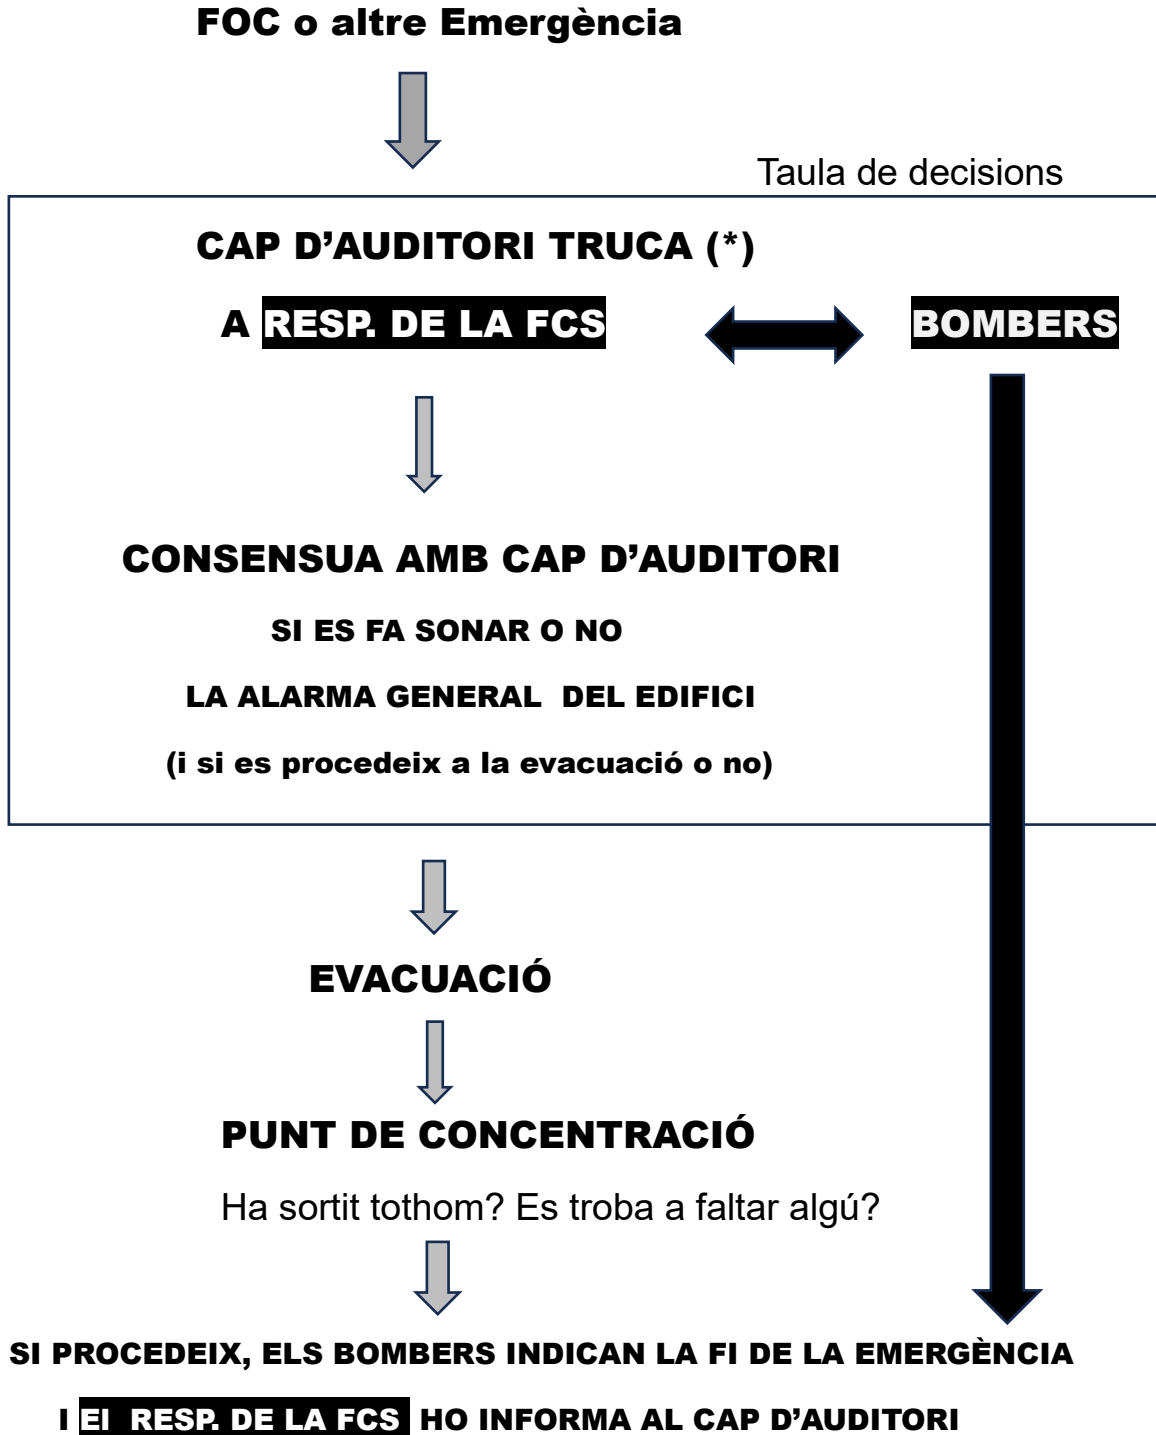 FOC o altre Emergència
Taula de decisions
CAP D’AUDITORI TRUCA (*)
A RESP. DE LA FCS BOMBERS
CONSENSUA AMB CAP D’AUDITORI
SI ES FA SONAR O NO
LA ALARMA GENERAL DEL EDIFICI
(i si es procedeix a la evacuació o no)
EVACUACIÓ
PUNT DE CONCENTRACIÓ
Ha sortit tothom? Es troba a faltar algú?
SI PROCEDEIX, ELS BOMBERS INDICAN LA FI DE LA EMERGÈNCIA
I El RESP. DE LA FCS HO INFORMA AL CAP D’AUDITORI